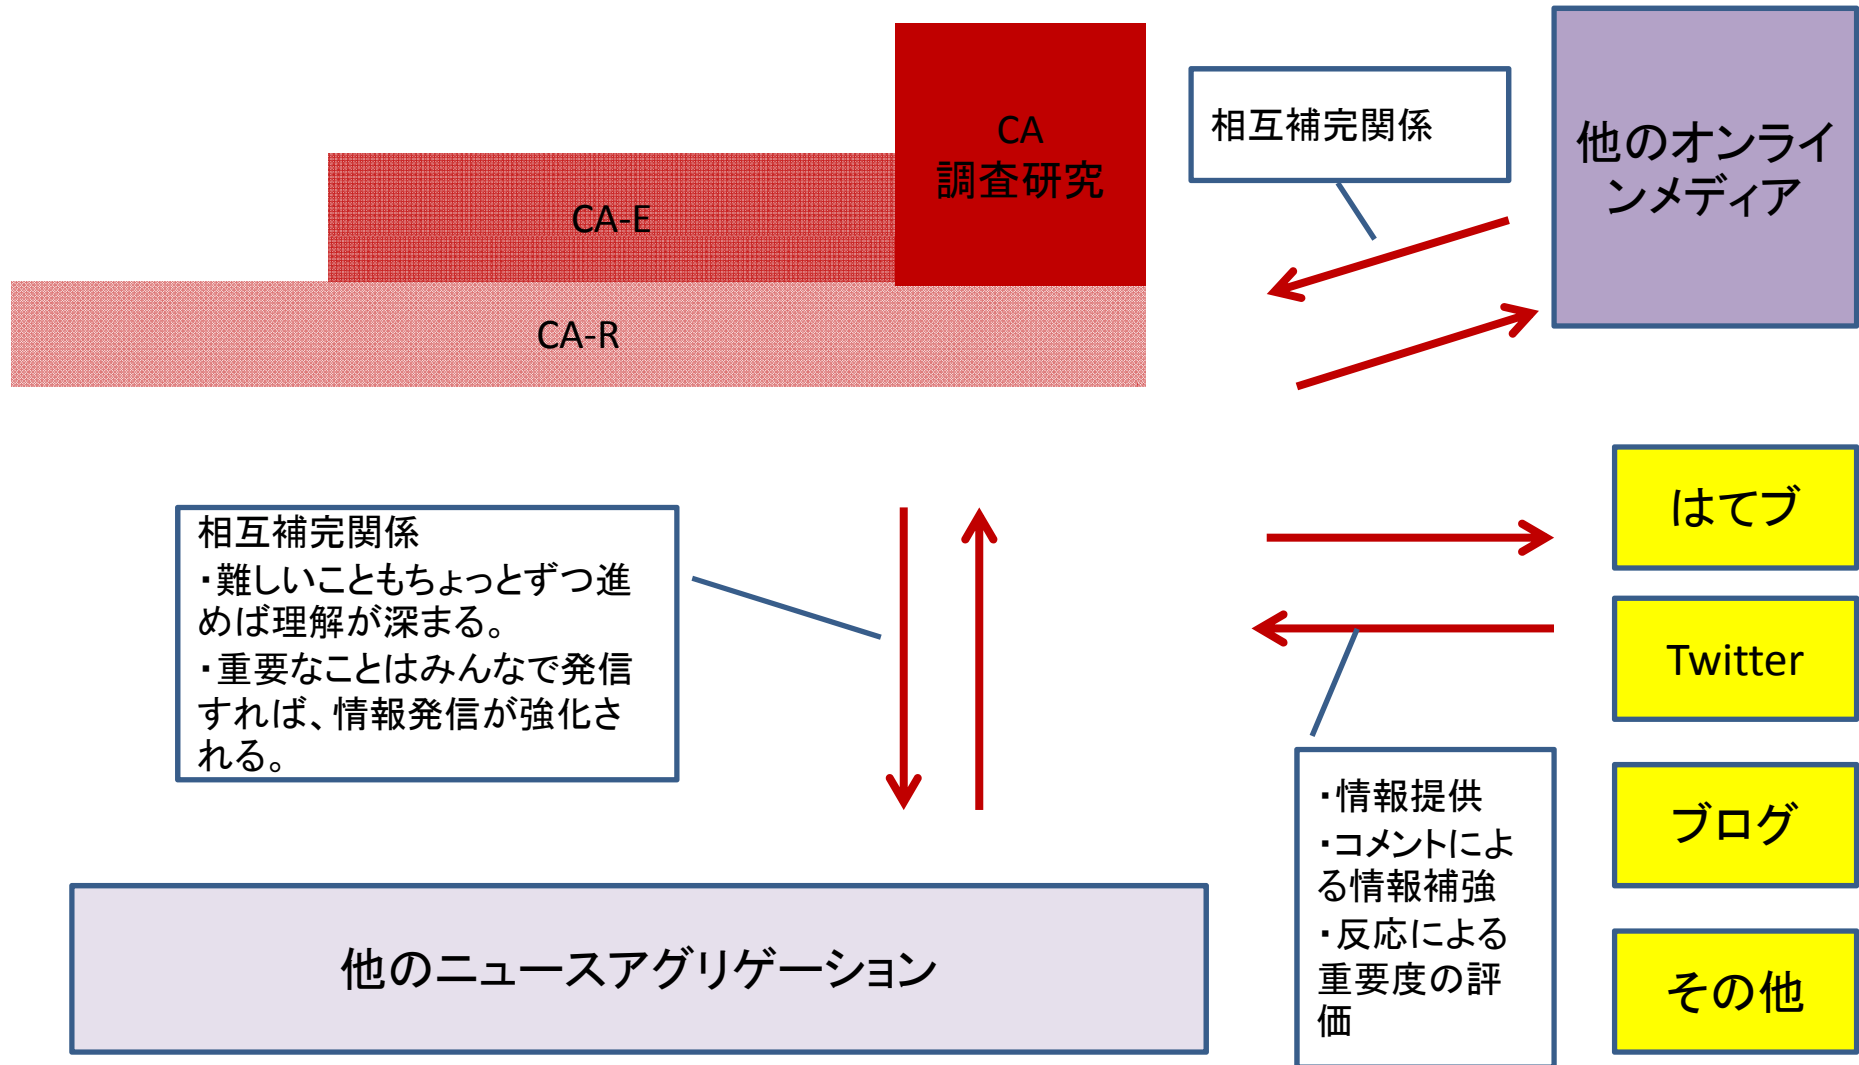 CA
調査研究
CA-E
CA-R
相互補完関係
他のオンライ
ンメディア
相互補完関係
・難しいこともちょっとずつ進
めば理解が深まる。
・重要なことはみんなで発信
すれば、情報発信が強化さ
れる。
はてブ
Twitter
ブログ
その他
・情報提供
・コメントによ
る情報補強
・反応による
重要度の評
価
他のニュースアグリゲーション